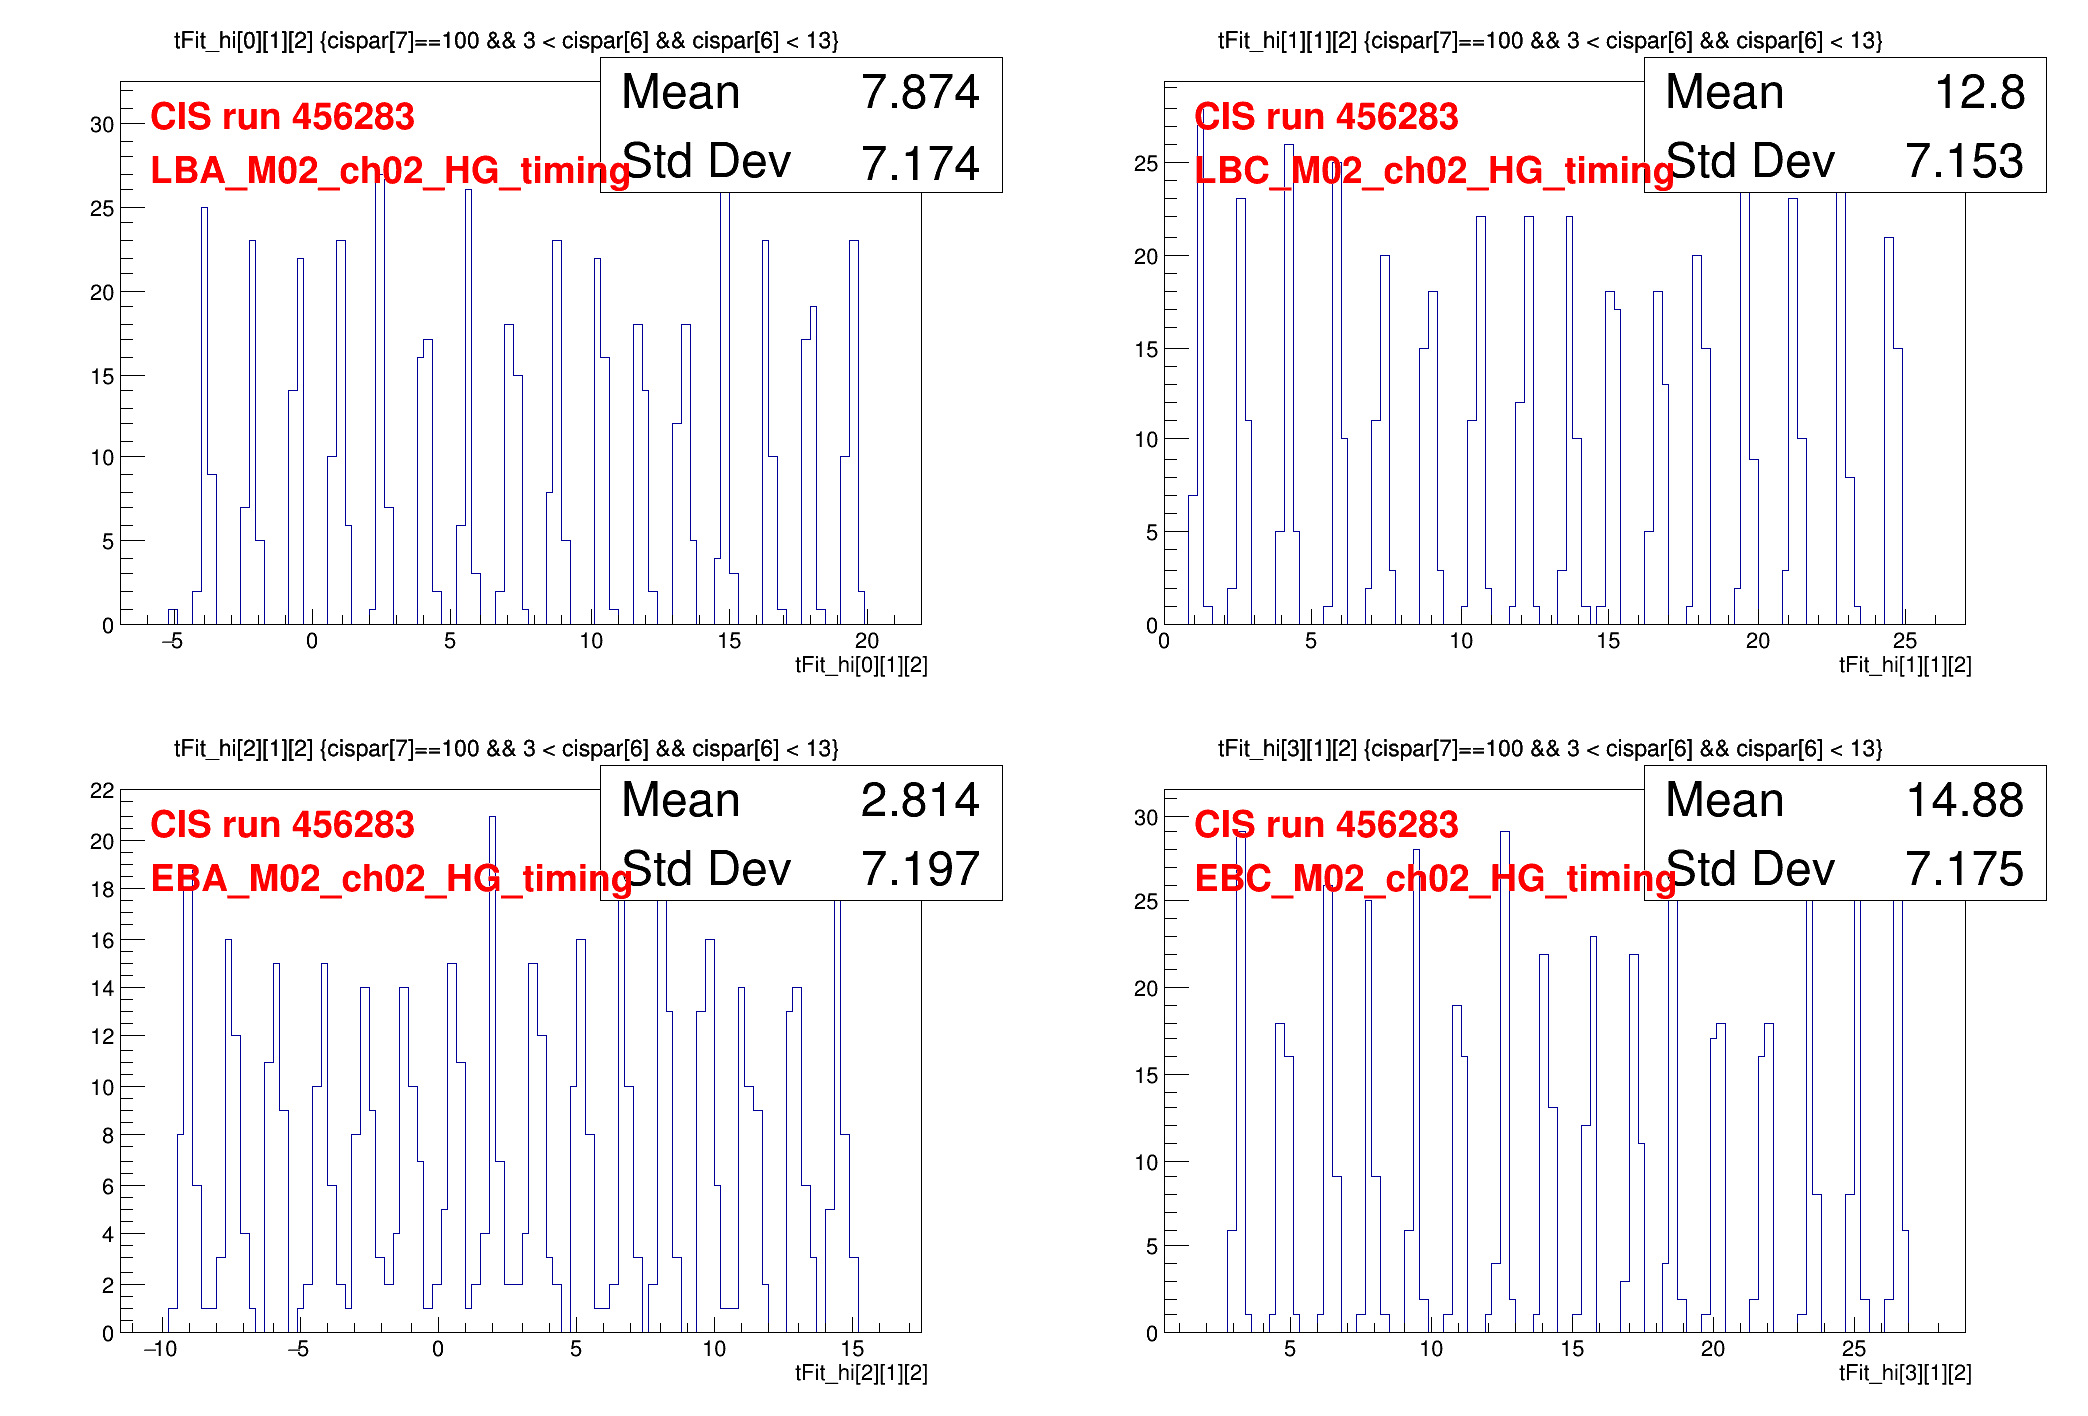 tFit_hi[0][1][2] {cispar[7]==100 && 3 < cispar[6] && cispar[6] < 13}
CIS run 456283
LBA_M02_ch02_HG_timing
Mean 7.874
Std Dev 7.174
30
25
20
15
10
5
0
−5 0 5 10 15 20
tFit_hi[0][1][2]
tFit_hi[1][1][2] {cispar[7]==100 && 3 < cispar[6] && cispar[6] < 13}
CIS run 456283
LBC_M02_ch02_HG_timing
Mean 12.8
Std Dev 7.153
25
20
15
10
5
0
0 5 10 15 20 25
tFit_hi[1][1][2]
tFit_hi[2][1][2] {cispar[7]==100 && 3 < cispar[6] && cispar[6] < 13}
CIS run 456283
EBA_M02_ch02_HG_timing
Mean 2.814
Std Dev 7.197
22
20
18
16
14
12
10
8
6
4
2
0
−10 −5 0 5 10 15
tFit_hi[2][1][2]
tFit_hi[3][1][2] {cispar[7]==100 && 3 < cispar[6] && cispar[6] < 13}
CIS run 456283
EBC_M02_ch02_HG_timing
Mean 14.88
Std Dev 7.175
30
25
20
15
10
5
0
5 10 15 20 25
tFit_hi[3][1][2]